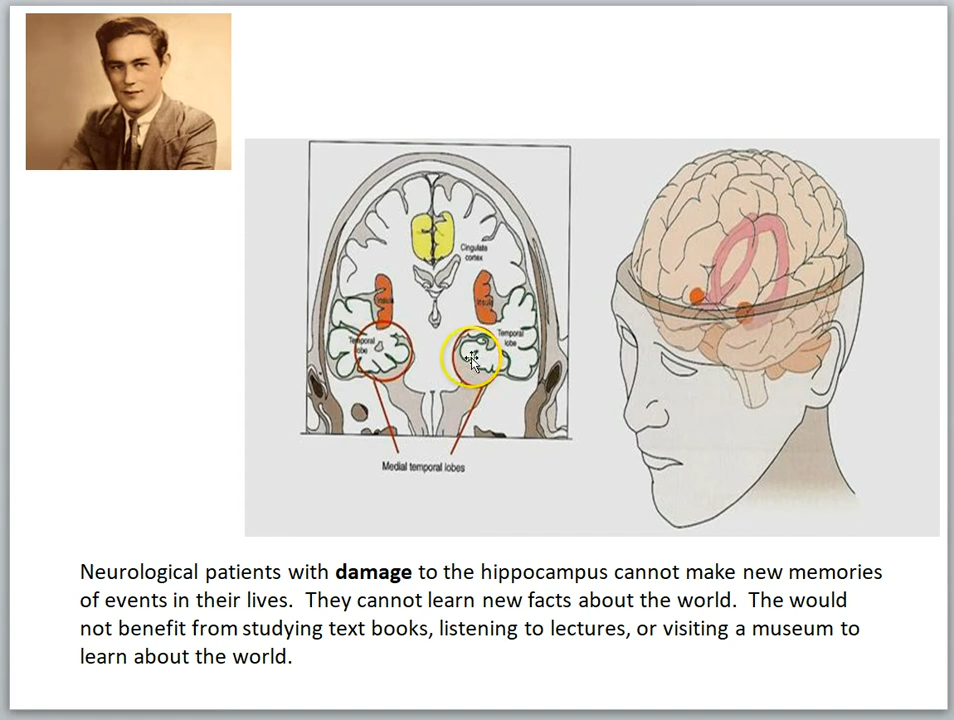 Cingulate
cortex
Insula
Insula
Temporal
lobe
Temporal
lobe
Medial temporal lobes
Neurological patients with damage to the hippocampus cannot make new memories
of events in their lives.  They cannot learn new facts about the world.  The would
not benefit from studying text books, listening to lectures, or visiting a museum to
learn about the world.